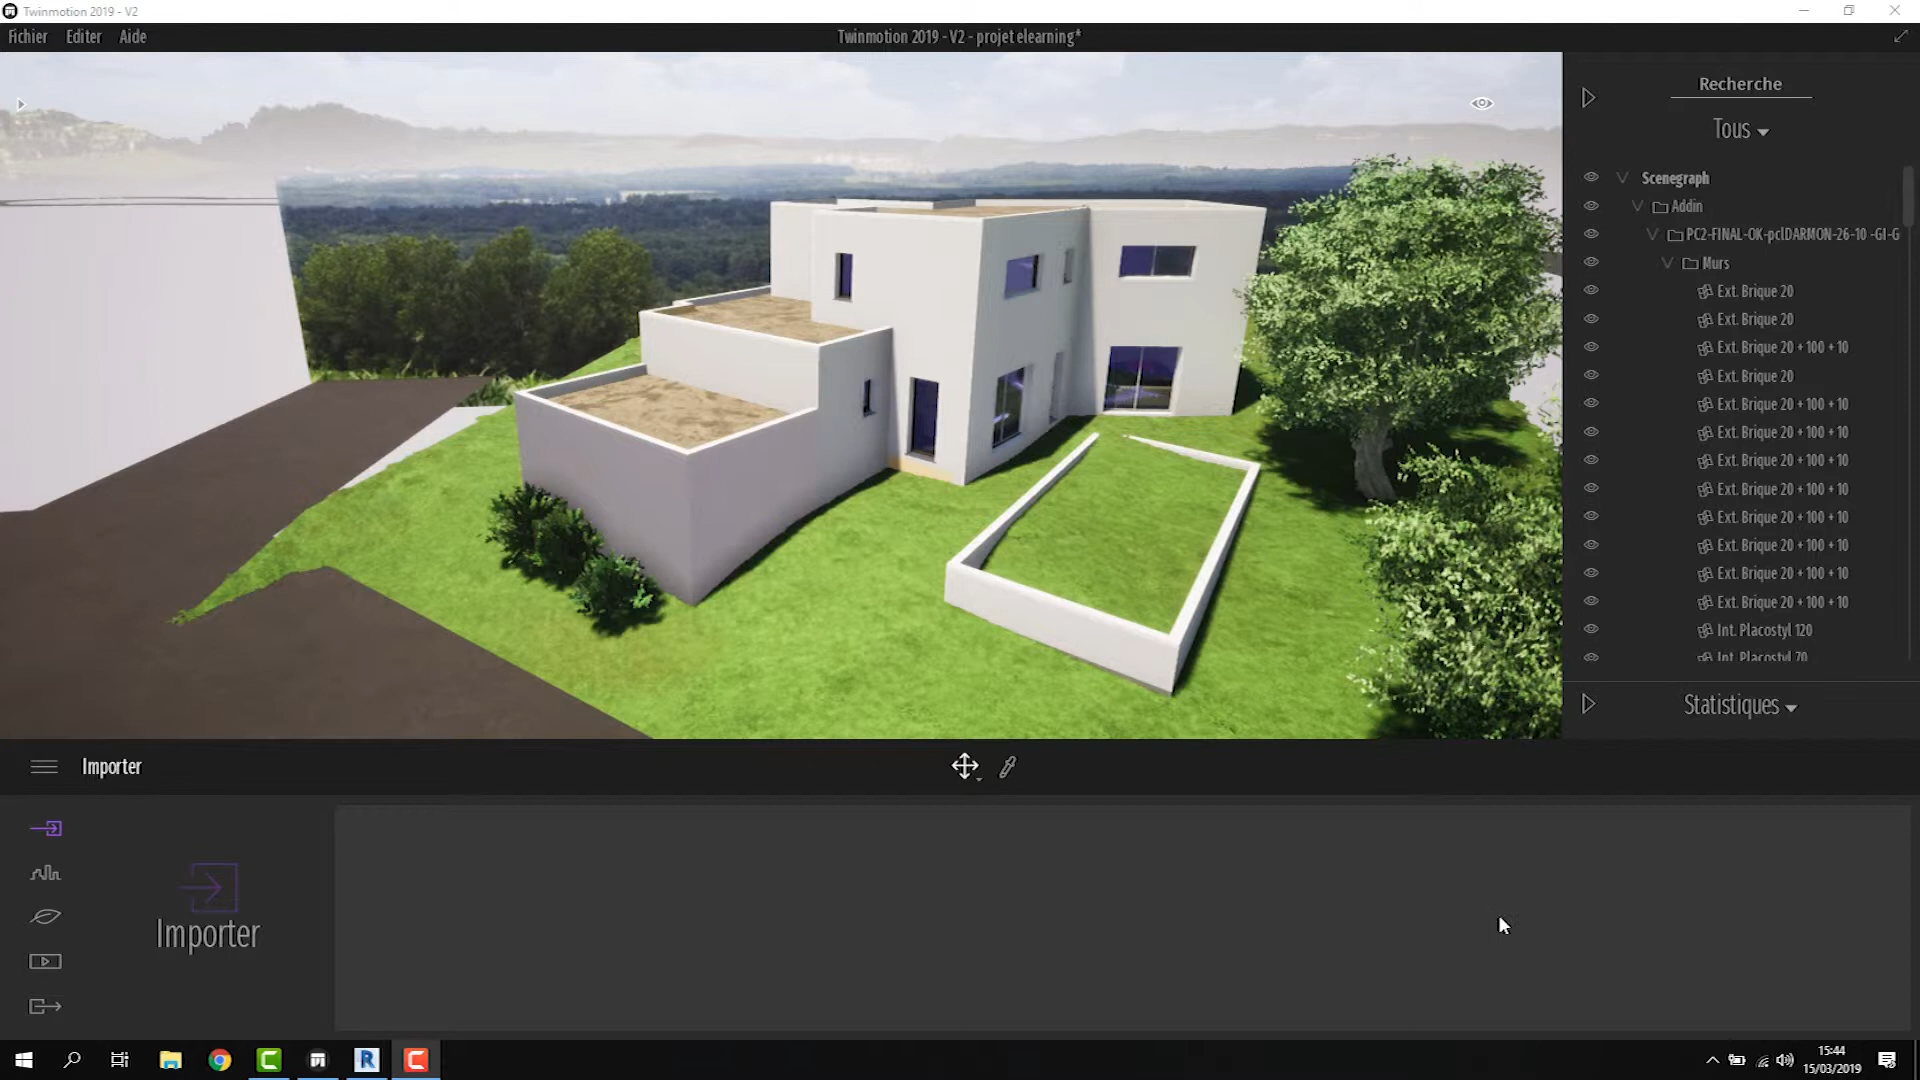 Twinmotion 2019 - V2
Fichier Editer Aide
Twinmotion 2019 - V2 - projet elearning*
Recherche
Tous
Scenegraph
Addin
PC2-FINAL-OK-pclDARMON-26-10 -GI-G
Murs
Ext. Brique 20
Ext. Brique 20
Ext. Brique 20 + 100 + 10
Ext. Brique 20
Ext. Brique 20 + 100 + 10
Ext. Brique 20 + 100 + 10
Ext. Brique 20 + 100 + 10
Ext. Brique 20 + 100 + 10
Ext. Brique 20 + 100 + 10
Ext. Brique 20 + 100 + 10
Ext. Brique 20 + 100 + 10
Ext. Brique 20 + 100 + 10
Int. Placostyl 120
Int. Placostyl 70
Statistiques
Importer
Importer
15:44
15/03/2019